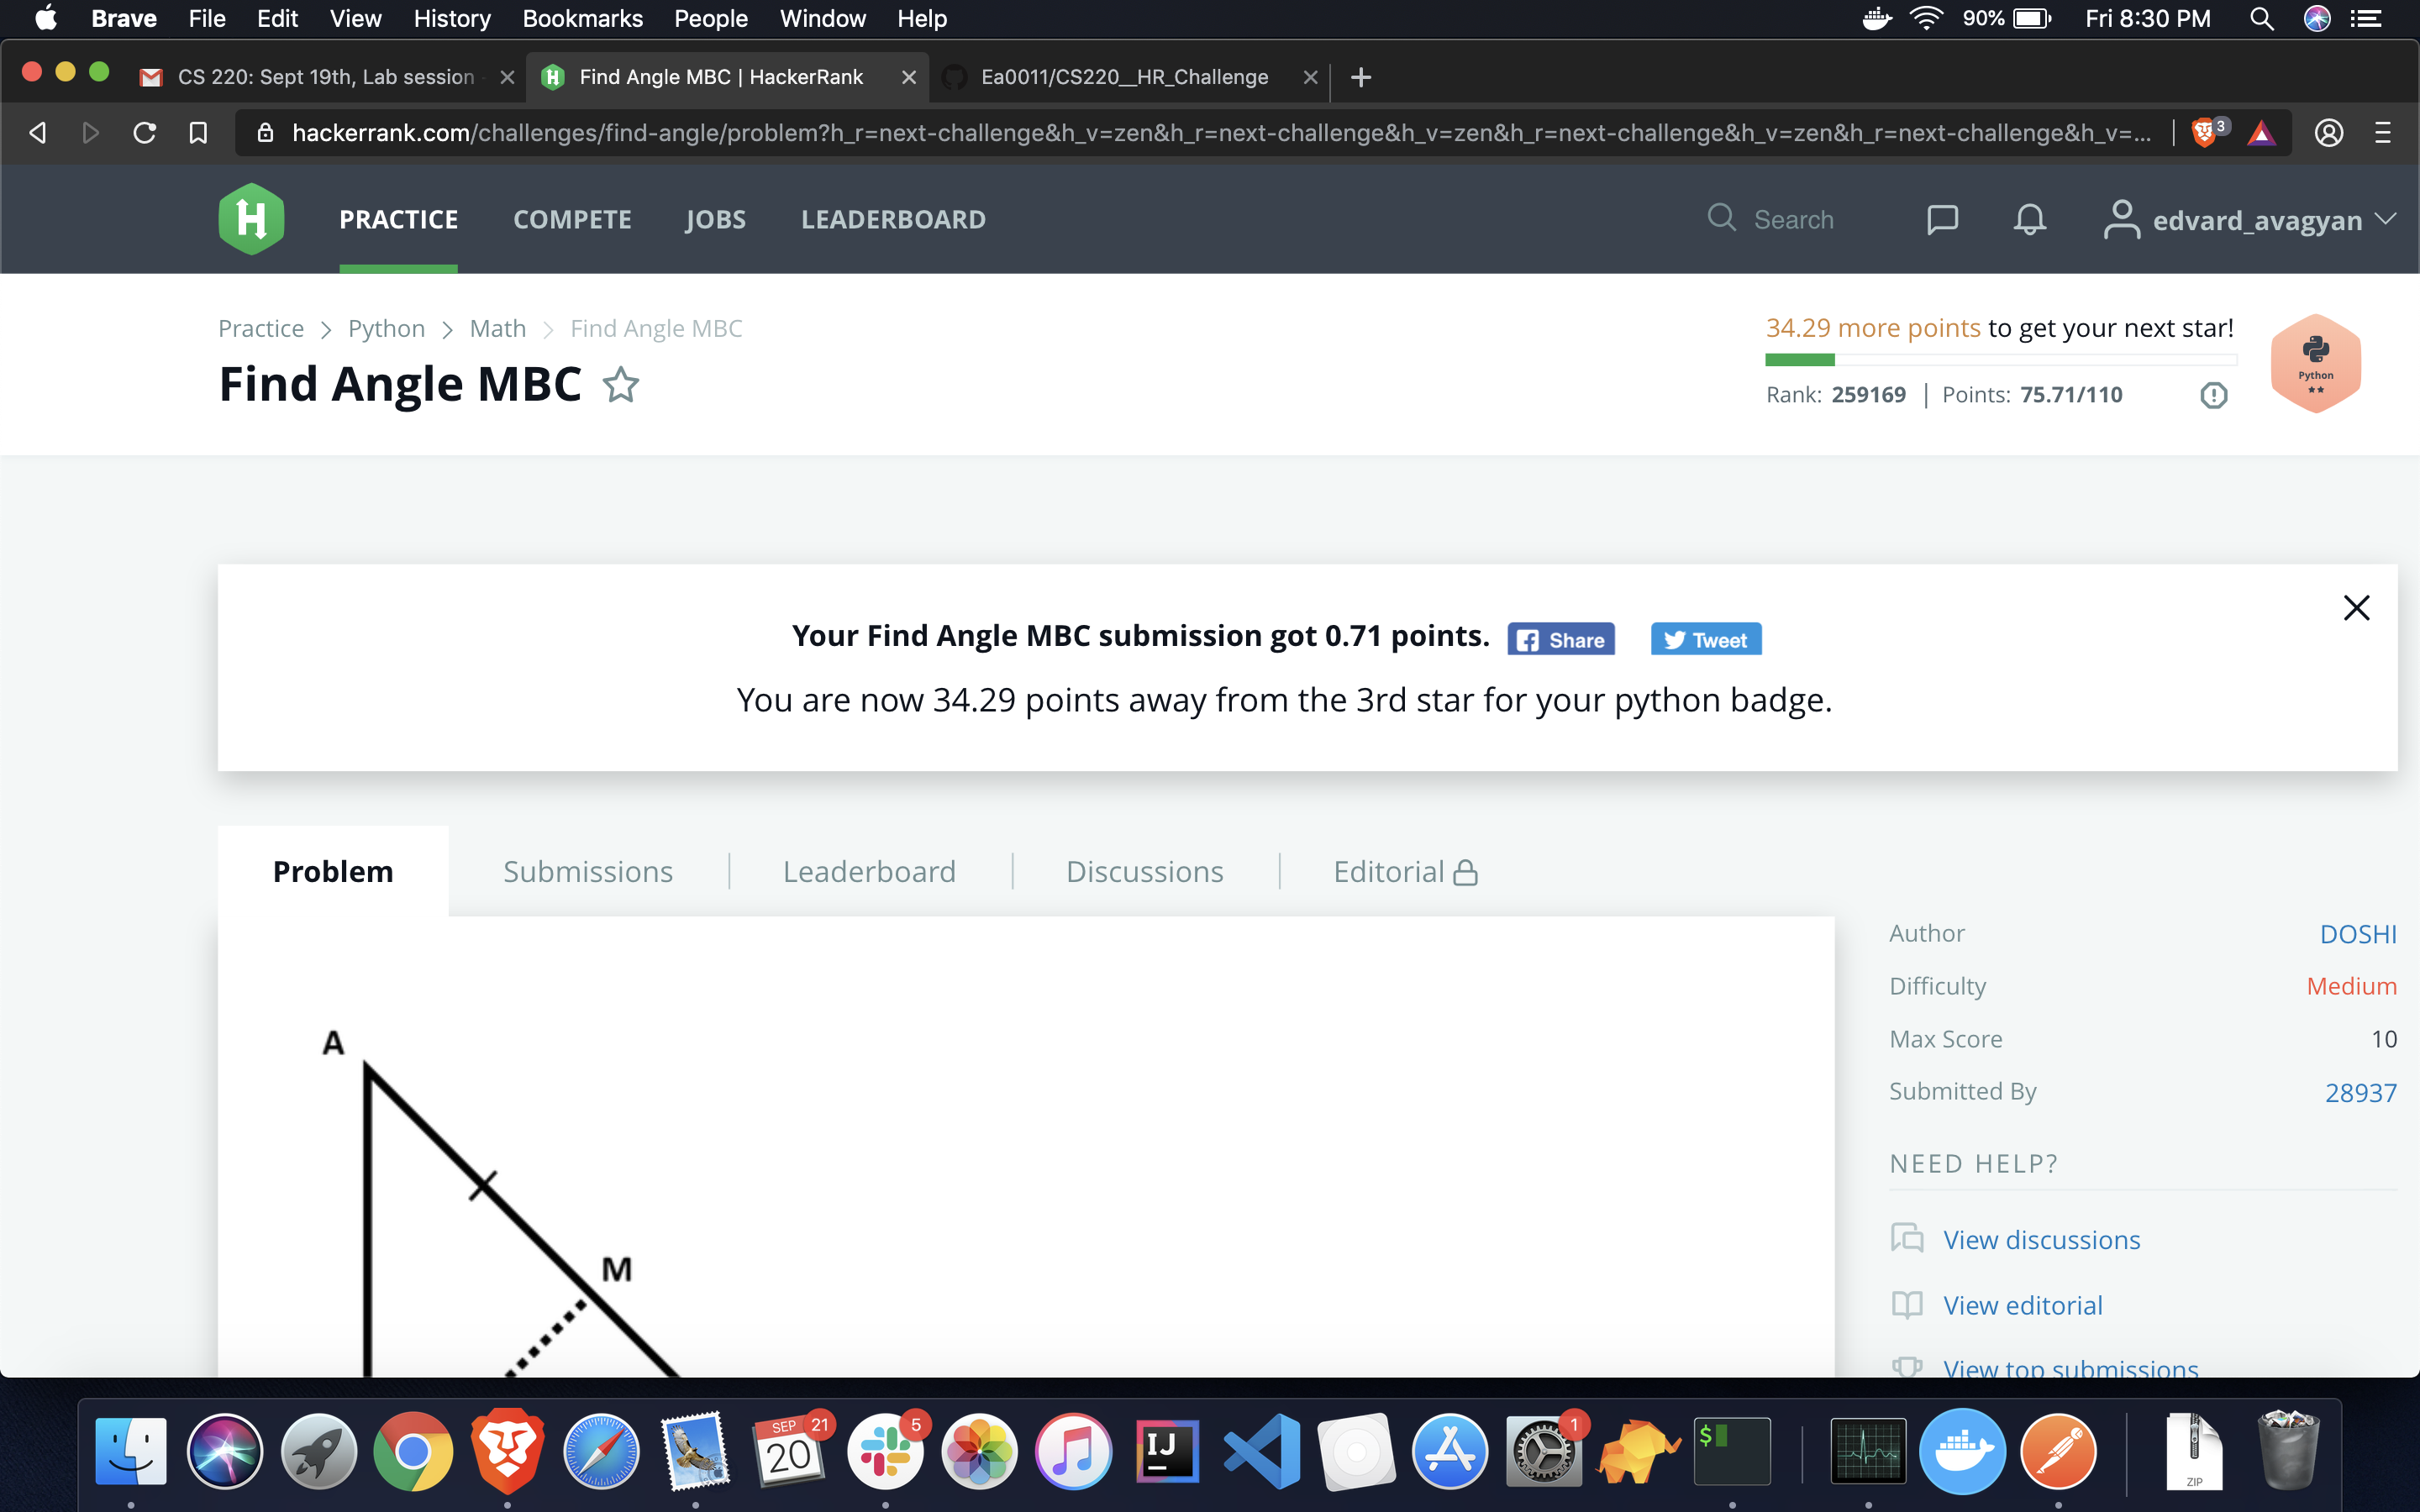 Brave File Edit View History Bookmarks People Window Help 90% Fri 8:30 PM
CS 220: Sept 19th, Lab session Find Angle MBC | HackerRank Ea0011/CS220__HR_Challenge
hackerrank.com/challenges/find-angle/problem?h_r=next-challenge&h_v=zen&h_r=next-challenge&h_v=zen&h_r=next-challenge&h_v=zen&h_r=next-challenge&h_v=... 3
H PRACTICE COMPETE JOBS LEADERBOARD Search edvard_avagyan
Practice > Python > Math > Find Angle MBC
34.29 more points to get your next star!
Find Angle MBC
Rank: 259169 | Points: 75.71/110
Python
Your Find Angle MBC submission got 0.71 points. Share Tweet
You are now 34.29 points away from the 3rd star for your python badge.
Problem Submissions Leaderboard Discussions Editorial
Author DOSHI
Difficulty Medium
Max Score 10
Submitted By 28937
NEED HELP?
View discussions
View editorial
View top submissions
A
M
SEP 21
20
5
IJ
1
$
ZIP